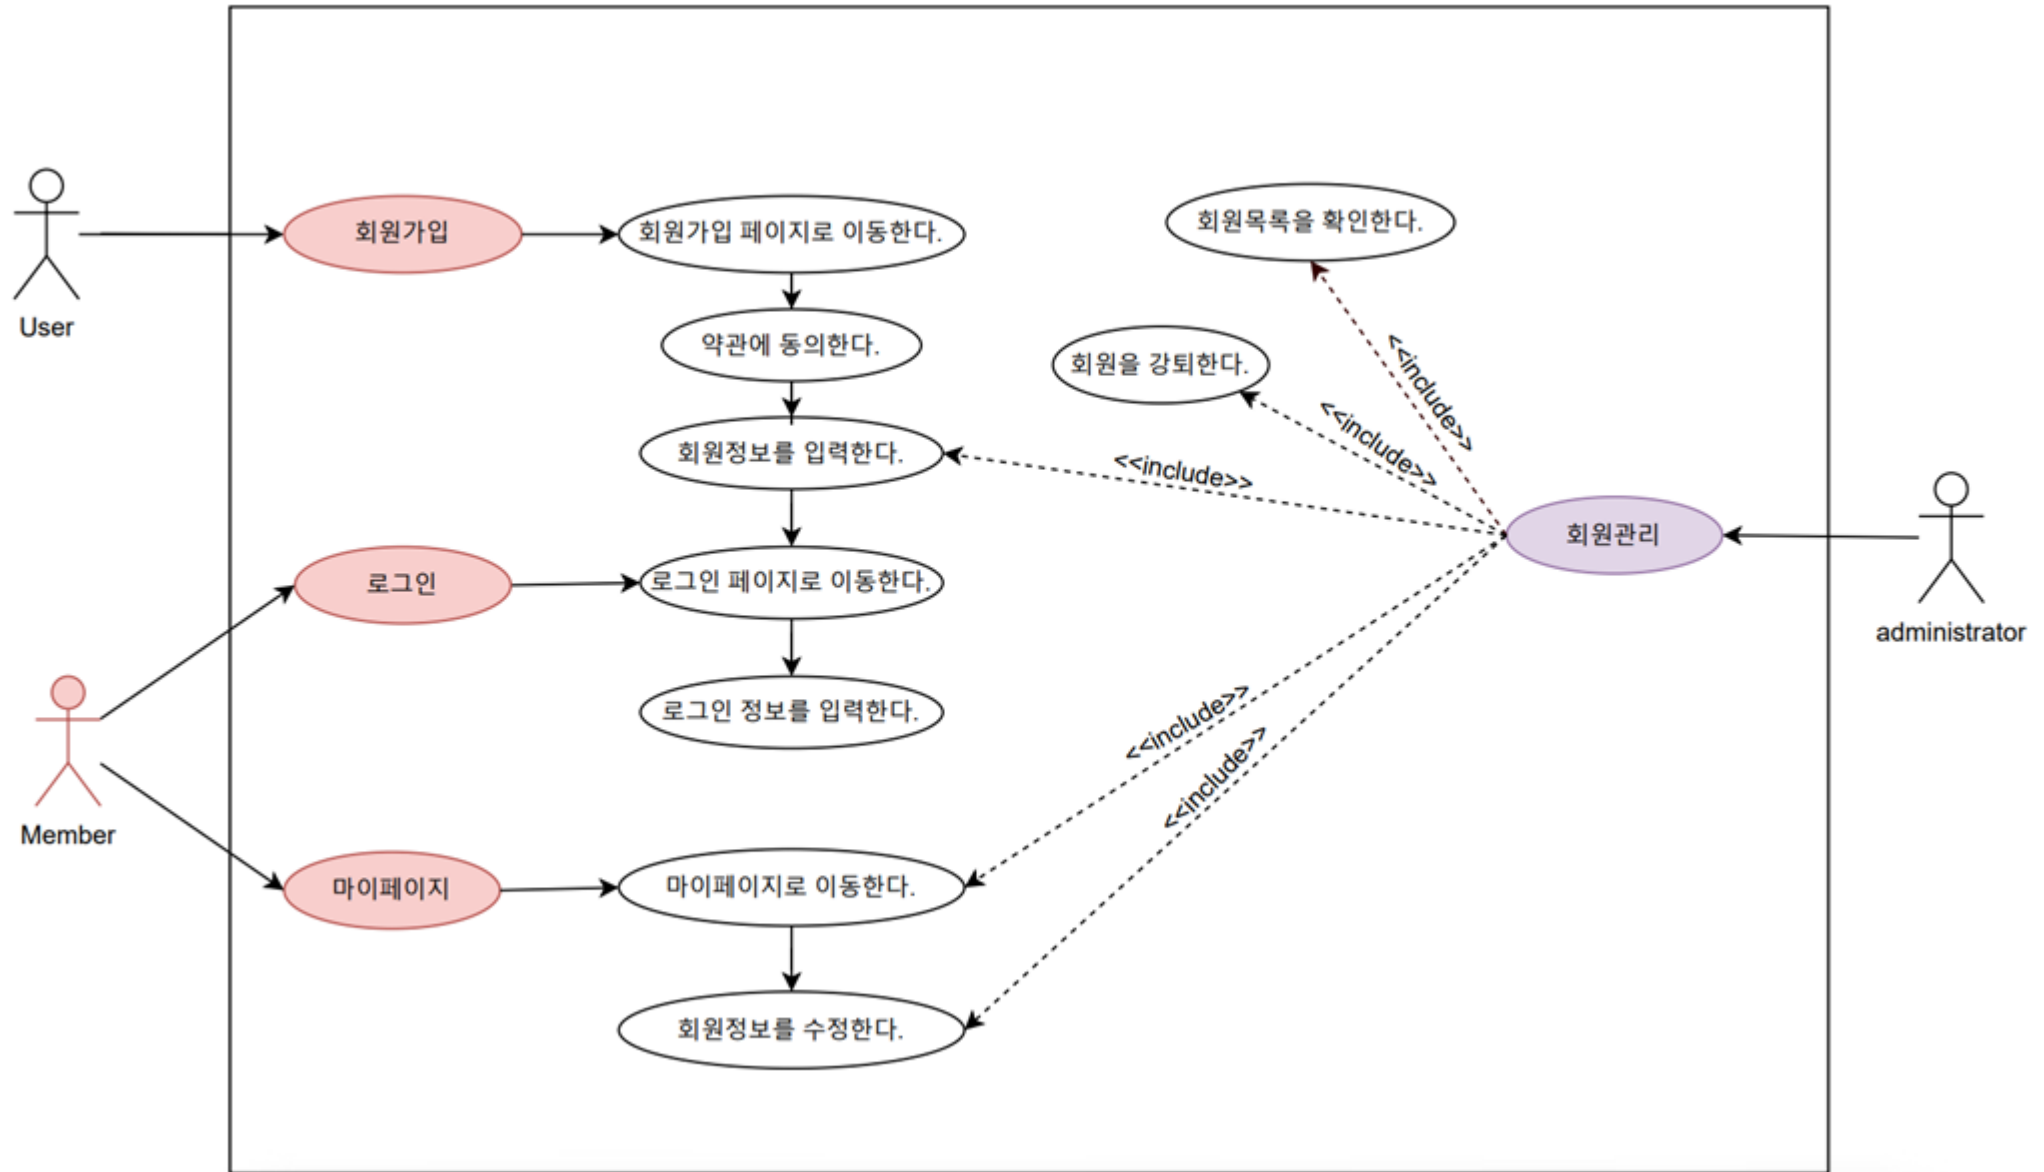 User
회원가입
회원가입 페이지로 이동한다.
약관에 동의한다.
회원정보를 입력한다.
로그인
로그인 페이지로 이동한다.
로그인 정보를 입력한다.
Member
마이페이지
마이페이지로 이동한다.
회원정보를 수정한다.
회원목록을 확인한다.
회원을 강퇴한다.
<<include>>
<<include>>
<<include>>
<<include>>
<<include>>
회원관리
administrator